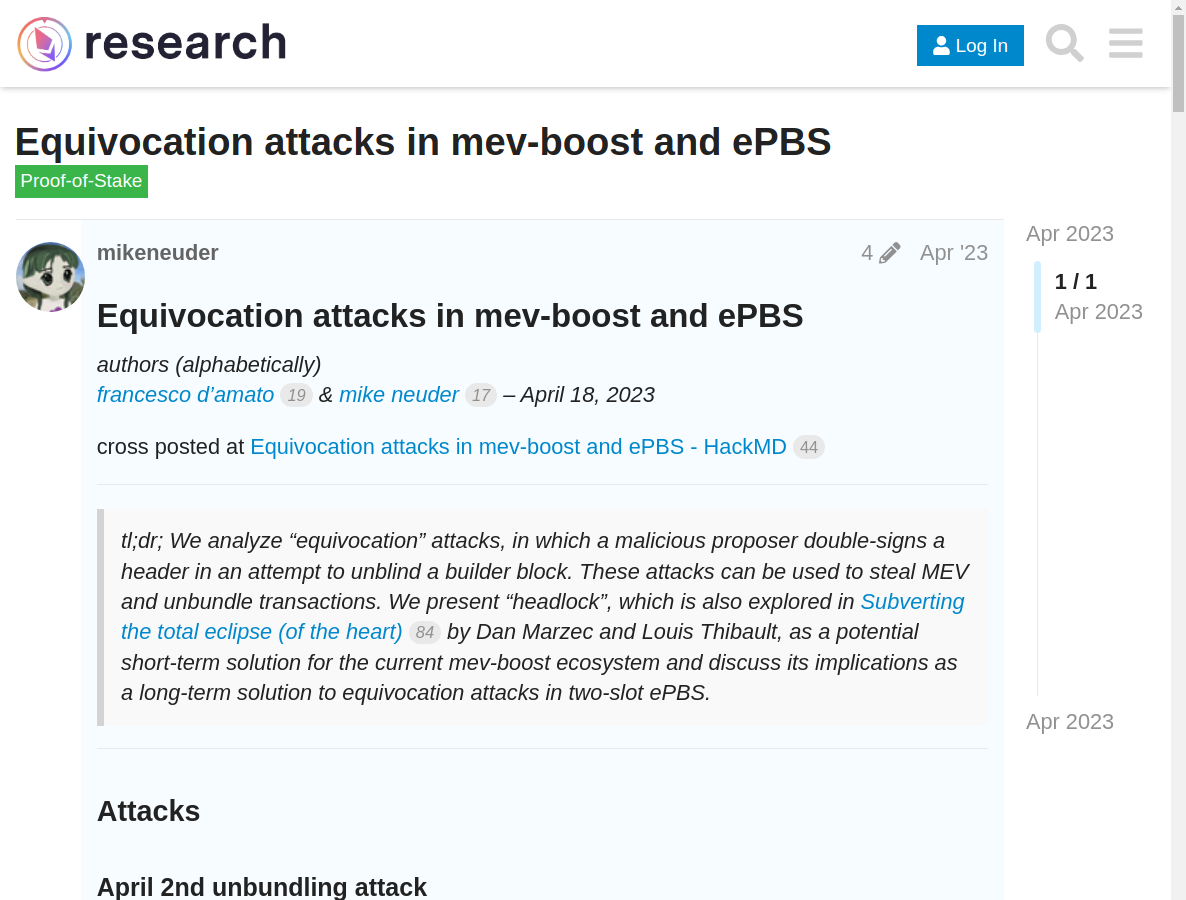 research
Log In
Equivocation attacks in mev-boost and ePBS
Proof-of-Stake
mikeneuder
4
Apr '23
Equivocation attacks in mev-boost and ePBS
authors (alphabetically)
francesco d’amato 19 & mike neuder 17 – April 18, 2023
cross posted at Equivocation attacks in mev-boost and ePBS - HackMD 44
tl;dr; We analyze “equivocation” attacks, in which a malicious proposer double-signs a
header in an attempt to unblind a builder block. These attacks can be used to steal MEV
and unbundle transactions. We present “headlock”, which is also explored in Subverting
the total eclipse (of the heart) 84 by Dan Marzec and Louis Thibault, as a potential
short-term solution for the current mev-boost ecosystem and discuss its implications as
a long-term solution to equivocation attacks in two-slot ePBS.
Attacks
April 2nd unbundling attack
Apr 2023
1 / 1
Apr 2023
Apr 2023